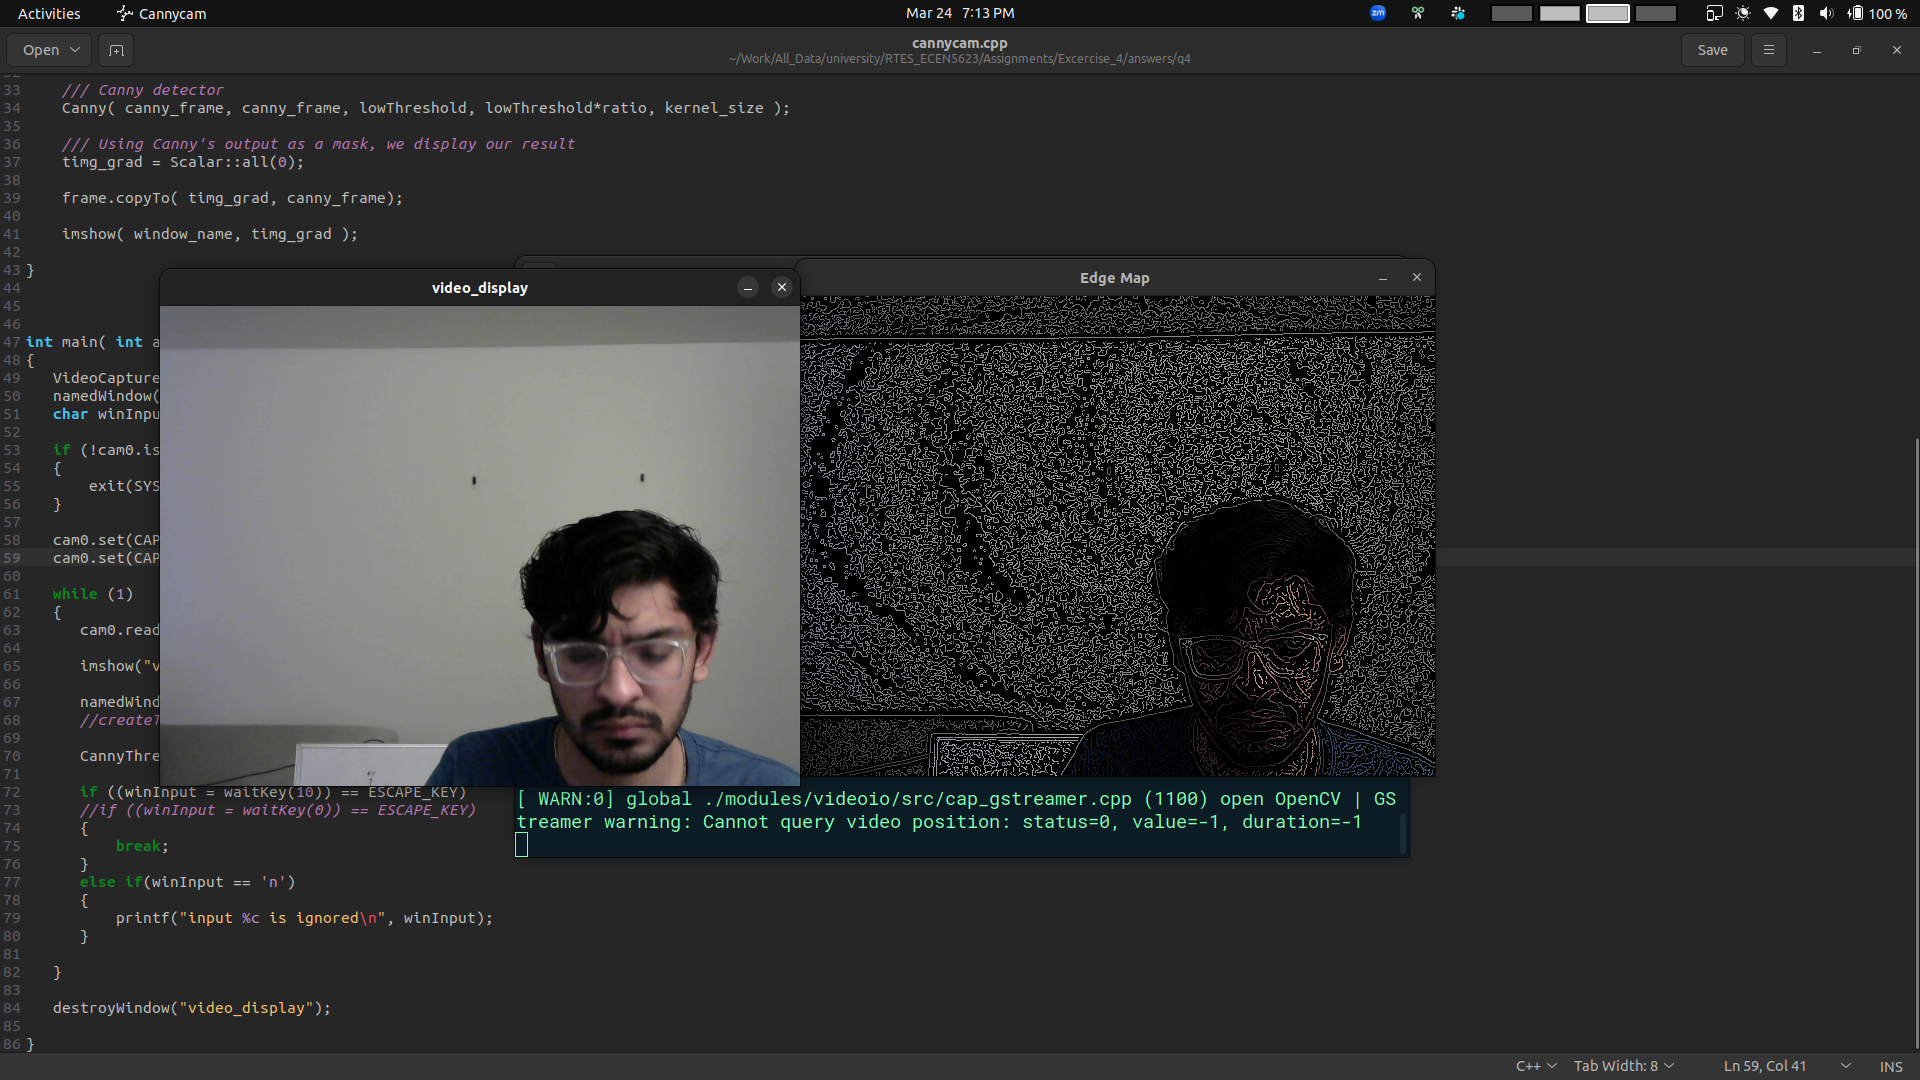 Activities
Cannycam
Mar 24 7:13 PM
zm
100 %
Open
cannycam.cpp
~/Work/All_Data/university/RTES_ECEN5623/Assignments/Excercise_4/answers/q4
Save
33 /// Canny detector
34 Canny( canny_frame, canny_frame, lowThreshold, lowThreshold*ratio, kernel_size );
35
36 /// Using Canny's output as a mask, we display our result
37 timg_grad = Scalar::all(0);
38
39 frame.copyTo( timg_grad, canny_frame);
40
41 imshow( window_name, timg_grad );
42
43 }
44
45
46
47 int main( int a
48 {
49 VideoCapture
50 namedWindow(
51 char winInpu
52
53 if (!cam0.is
54 {
55 exit(SYS
56 }
57
58 cam0.set(CAP
59 cam0.set(CAP
60
61 while (1)
62 {
63 cam0.read
64
65 imshow("v
66
67 namedWind
68 //createT
69
70 CannyThre
71
72 if ((winInput = waitKey(10)) == ESCAPE_KEY)
73 //if ((winInput = waitKey(0)) == ESCAPE_KEY)
74 {
75 break;
76 }
77 else if(winInput == 'n')
78 {
79 printf("input %c is ignored\n", winInput);
80 }
81
82 }
83
84 destroyWindow("video_display");
85
86 }
video_display
Edge Map
[ WARN:0] global ./modules/videoio/src/cap_gstreamer.cpp (1100) open OpenCV | GS
treamer warning: Cannot query video position: status=0, value=-1, duration=-1
C++
Tab Width: 8
Ln 59, Col 41
INS